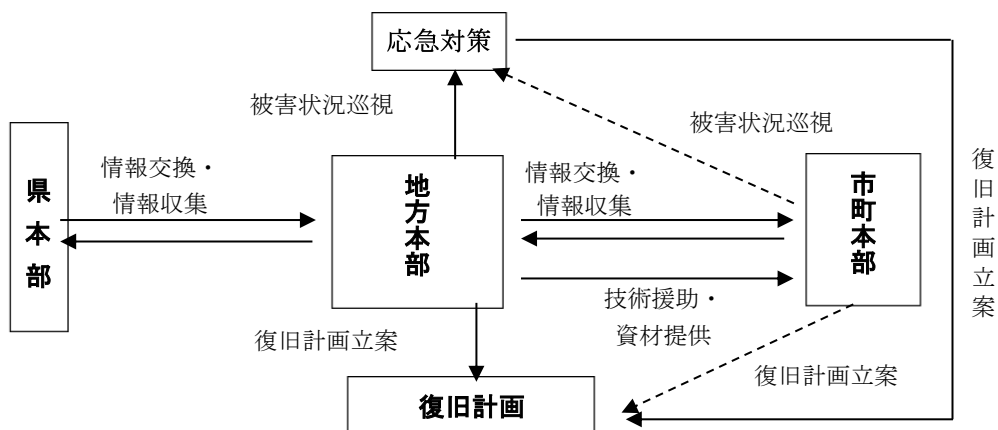 応急対策
被害状況巡視
被害状況巡視
県本部
情報交換・
情報収集
地方本部
情報交換・
情報収集
市町本部
復旧計画立案
技術援助・
資材提供
復旧計画立案
復旧計画立案
復旧計画